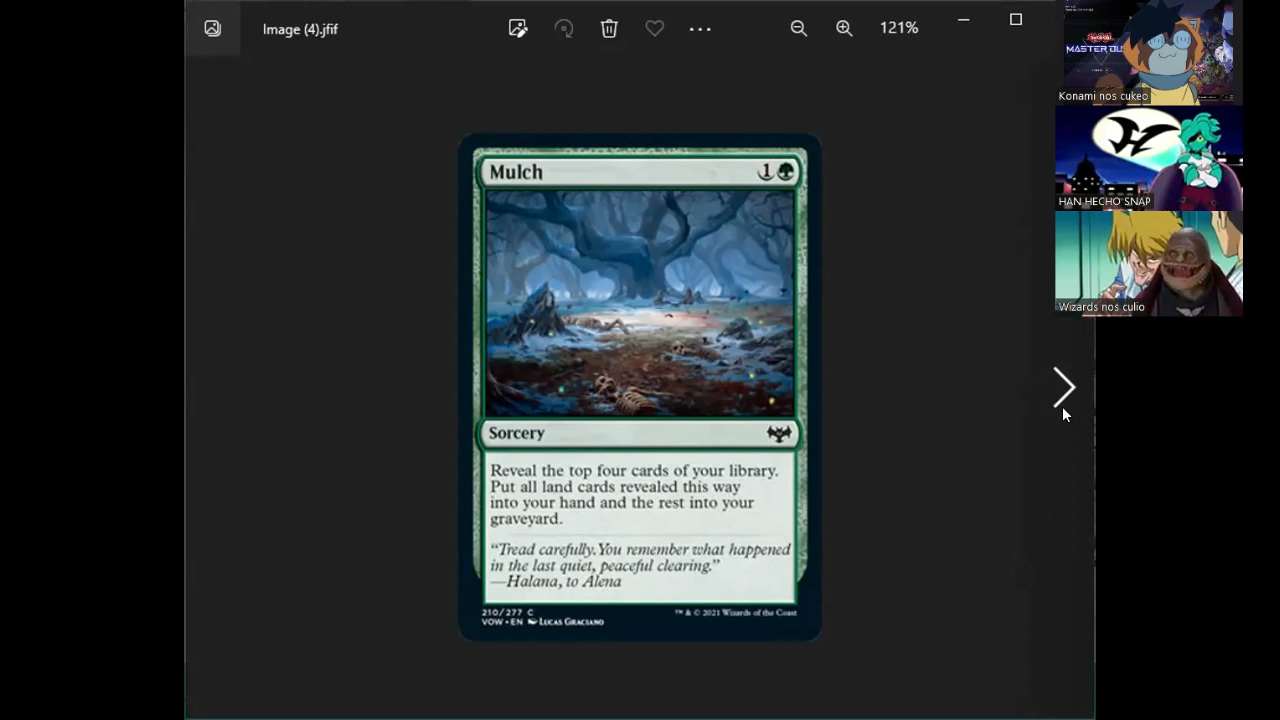 Image (4).jfif
121%
MASTER DU
Konami nos cukeo
HAN HECHO SNAP
Wizards nos culio
Mulch
1
Sorcery
Reveal the top four cards of your library.
Put all land cards revealed this way
into your hand and the rest into your
graveyard.
“Tread carefully. You remember what happened
in the last quiet, peaceful clearing.”
—Halana, to Alena
210/277 C
VOW • EN Lucas Graciano
™ & © 2021 Wizards of the Coast